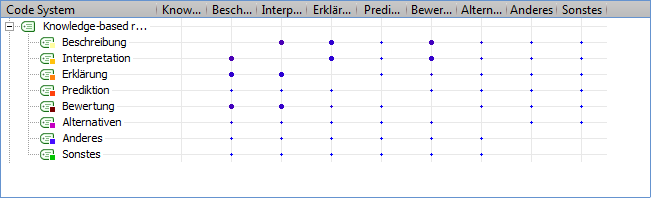 Code System Know... Besch... Interp... Erklär... Predi... Bewer... Altern... Anderes Sonstes
Knowledge-based r...
Beschreibung
Interpretation
Erklärung
Prediktion
Bewertung
Alternativen
Anderes
Sonstes